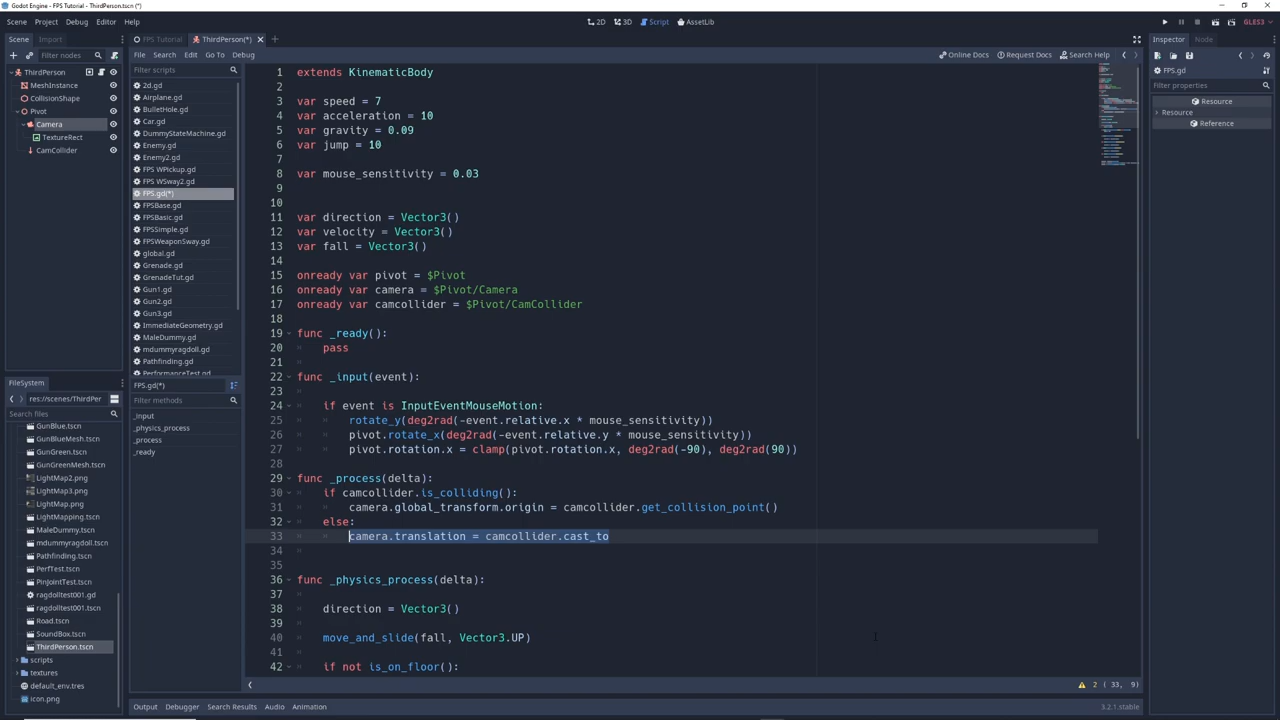 Godot Engine - FPS Tutorial - ThirdPerson.tscn (*)
Scene Project Debug Editor Help
2D 3D Script AssetLib
GLES3
Scene Import
FPS Tutorial ThirdPerson(*)
Inspector Node
Filter nodes
File Search Edit Go To Debug
Online Docs Request Docs Search Help
ThirdPerson
MeshInstance
CollisionShape
Pivot
Camera
TextureRect
CamCollider
Filter scripts
2d.gd
Airplane.gd
BulletHole.gd
Car.gd
DummyStateMachine.gd
Enemy.gd
Enemy2.gd
FPS WPickup.gd
FPS WSway2.gd
FPS.gd(*)
FPSBase.gd
FPSBasic.gd
FPSSimple.gd
FPSWeaponSway.gd
global.gd
Grenade.gd
GrenadeTut.gd
Gun1.gd
Gun2.gd
Gun3.gd
ImmediateGeometry.gd
MaleDummy.gd
mdummyragdoll.gd
Pathfinding.gd
PerformanceTest.gd
FPS.gd(*)
Filter methods
_input
_physics_process
_process
_ready
1 extends KinematicBody
2
3 var speed = 7
4 var acceleration = 10
5 var gravity = 0.09
6 var jump = 10
7
8 var mouse_sensitivity = 0.03
9
10
11 var direction = Vector3()
12 var velocity = Vector3()
13 var fall = Vector3()
14
15 onready var pivot = $Pivot
16 onready var camera = $Pivot/Camera
17 onready var camcollider = $Pivot/CamCollider
18
19 func _ready():
20 pass
21
22 func _input(event):
23
24 if event is InputEventMouseMotion:
25 rotate_y(deg2rad(-event.relative.x * mouse_sensitivity))
26 pivot.rotate_x(deg2rad(-event.relative.y * mouse_sensitivity))
27 pivot.rotation.x = clamp(pivot.rotation.x, deg2rad(-90), deg2rad(90))
28
29 func _process(delta):
30 if camcollider.is_colliding():
31 camera.global_transform.origin = camcollider.get_collision_point()
32 else:
33 camera.translation = camcollider.cast_to
34
35
36 func _physics_process(delta):
37
38 direction = Vector3()
39
40 move_and_slide(fall, Vector3.UP)
41
42 if not is_on_floor():
2 ( 33, 9)
FPS.gd
Filter properties
Resource
Resource
Reference
FileSystem
res://scenes/ThirdPer
Search files
GunBlue.tscn
GunBlueMesh.tscn
GunGreen.tscn
GunGreenMesh.tscn
LightMap2.png
LightMap3.png
LightMap.png
LightMapping.tscn
MaleDummy.tscn
mdummyragdoll.tscn
Pathfinding.tscn
PerfTest.tscn
PinJointTest.tscn
ragdolltest001.gd
ragdolltest001.tscn
Road.tscn
SoundBox.tscn
ThirdPerson.tscn
scripts
textures
default_env.tres
icon.png
Output Debugger Search Results Audio Animation
3.2.1.stable